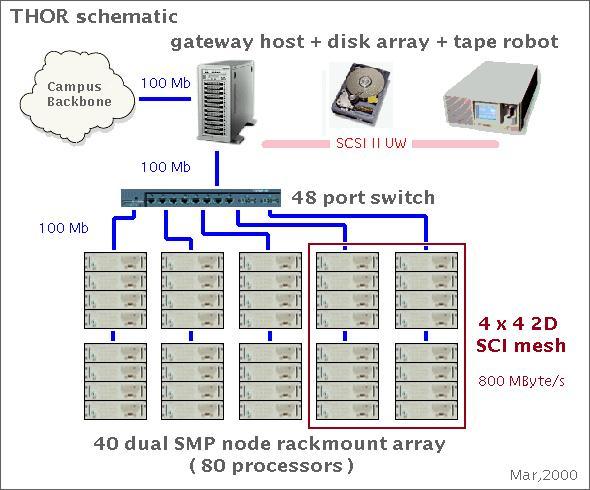 THOR schematic
gateway host + disk array + tape robot
Campus
Backbone
100 Mb
SCSI II UW
100 Mb
48 port switch
100 Mb
4 x 4 2D
SCI mesh
800 MByte/s
40 dual SMP node rackmount array
( 80 processors )
Mar,2000